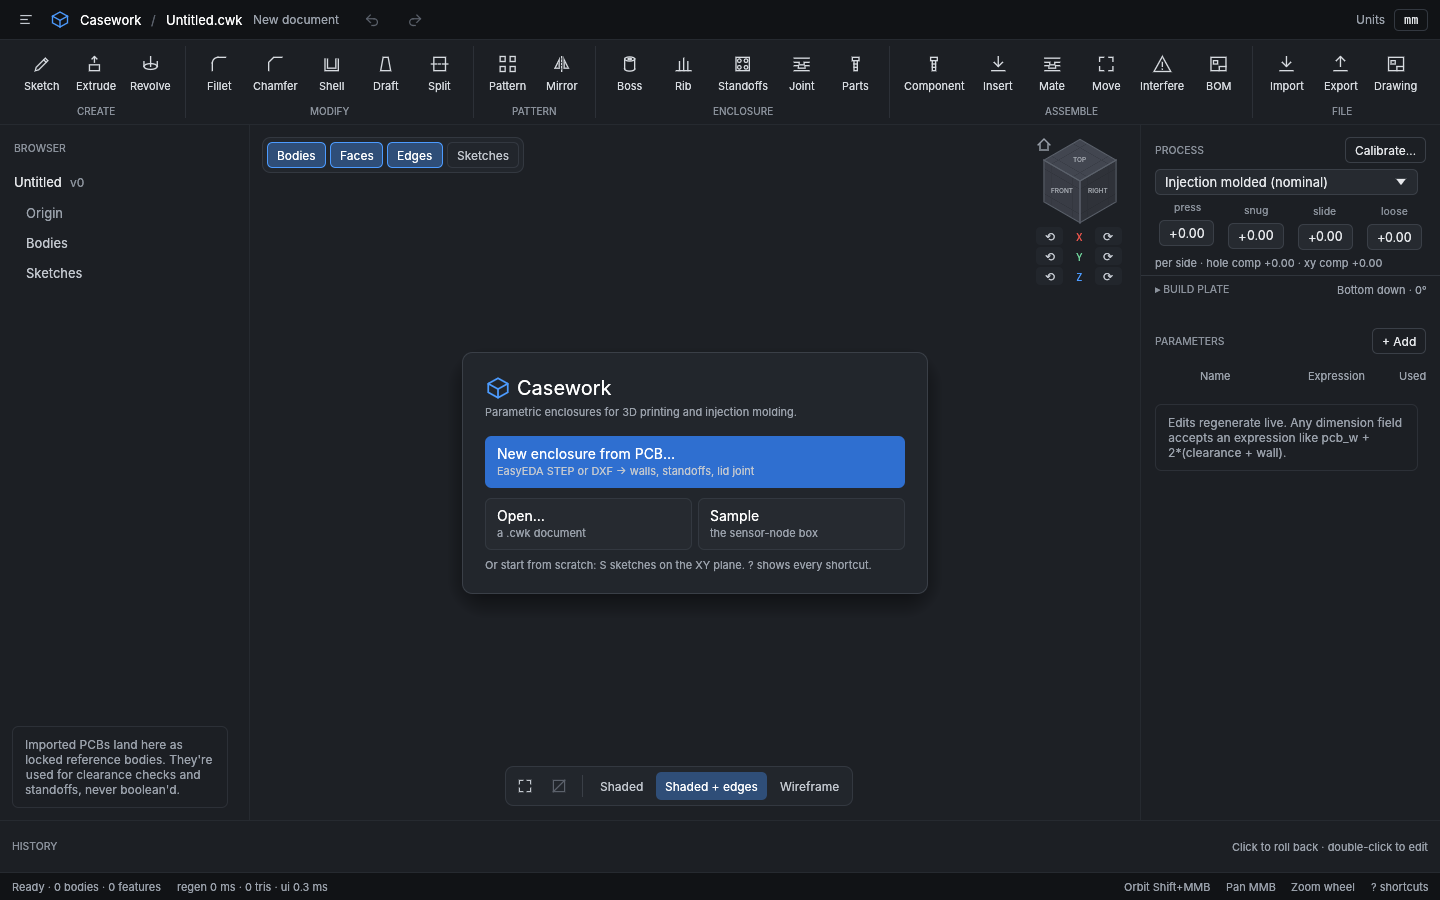 Casework / Untitled.cwk New document
Units mm
Sketch Extrude Revolve
CREATE
Fillet Chamfer Shell Draft Split
MODIFY
Pattern Mirror
PATTERN
Boss Rib Standoffs Joint Parts
ENCLOSURE
Component Insert Mate Move Interfere BOM
ASSEMBLE
Import Export Drawing
FILE
BROWSER
Untitled v0
Origin
Bodies
Sketches
Imported PCBs land here as
locked reference bodies. They're
used for clearance checks and
standoffs, never boolean'd.
Bodies Faces Edges Sketches
TOP
FRONT RIGHT
X
Y
Z
Casework
Parametric enclosures for 3D printing and injection molding.
New enclosure from PCB...
EasyEDA STEP or DXF → walls, standoffs, lid joint
Open...
a .cwk document
Sample
the sensor-node box
Or start from scratch: S sketches on the XY plane. ? shows every shortcut.
Shaded Shaded + edges Wireframe
PROCESS Calibrate...
Injection molded (nominal)
press snug slide loose
+0.00 +0.00 +0.00 +0.00
per side · hole comp +0.00 · xy comp +0.00
▸ BUILD PLATE Bottom down · 0°
PARAMETERS + Add
Name Expression Used
Edits regenerate live. Any dimension field
accepts an expression like pcb_w +
2*(clearance + wall).
HISTORY Click to roll back · double-click to edit
Ready · 0 bodies · 0 features regen 0 ms · 0 tris · ui 0.3 ms
Orbit Shift+MMB Pan MMB Zoom wheel ? shortcuts